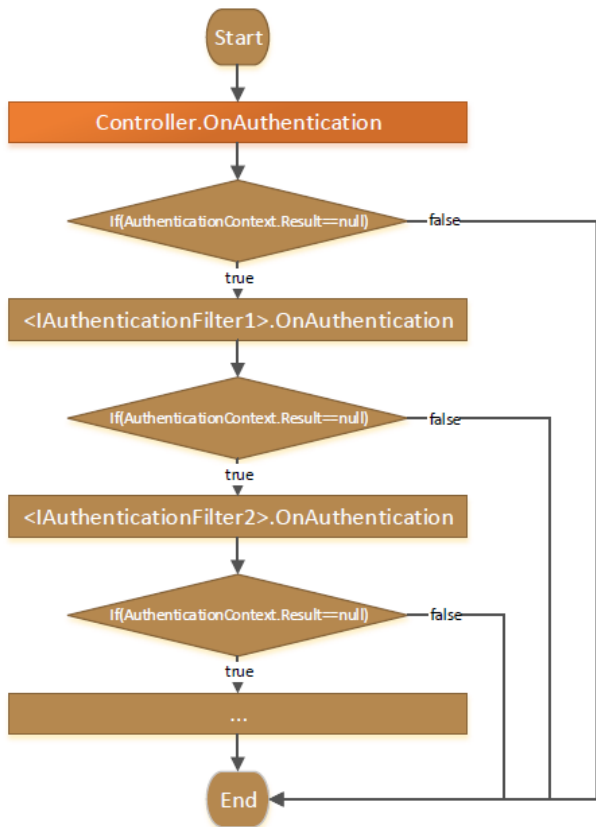 Start
Controller.OnAuthentication
If(AuthenticationContext.Result==null)
false
true
<IAuthenticationFilter1>.OnAuthentication
If(AuthenticationContext.Result==null)
false
true
<IAuthenticationFilter2>.OnAuthentication
If(AuthenticationContext.Result==null)
false
true
...
End